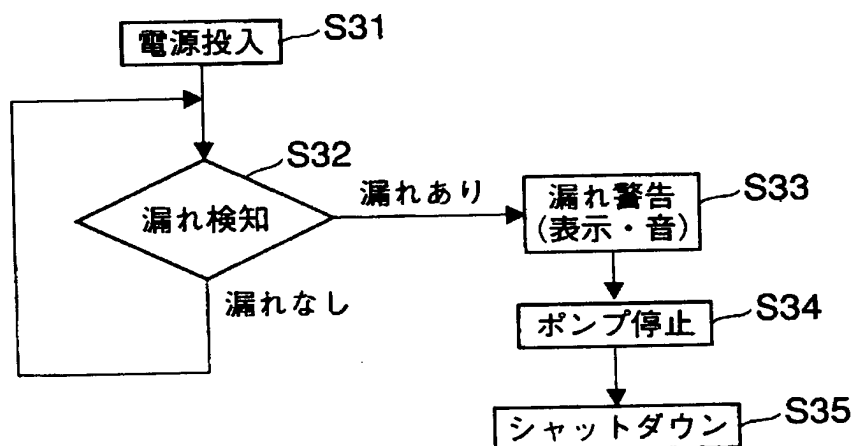 電源投入
S31
S32
漏れ検知
漏れあり
漏れなし
漏れ警告
(表示・音)
S33
ポンプ停止
S34
シャットダウン
S35